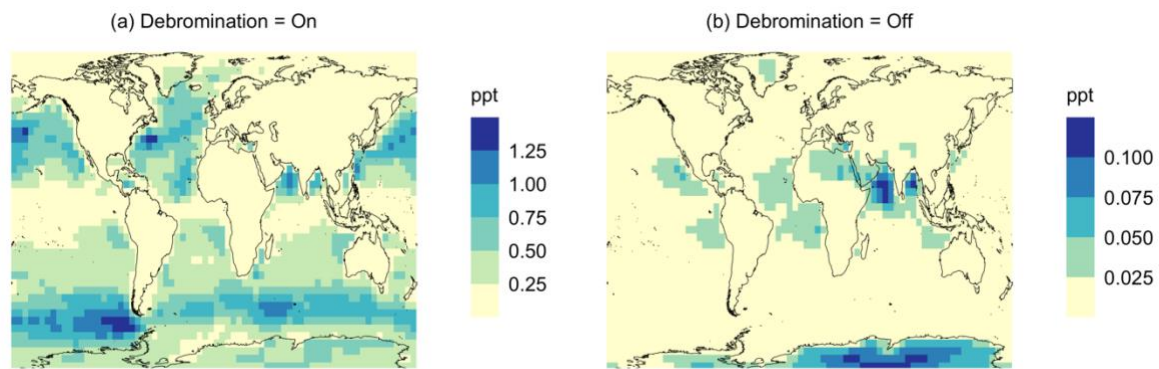 (a) Debromination = On
ppt
1.25
1.00
0.75
0.50
0.25
(b) Debromination = Off
ppt
0.100
0.075
0.050
0.025